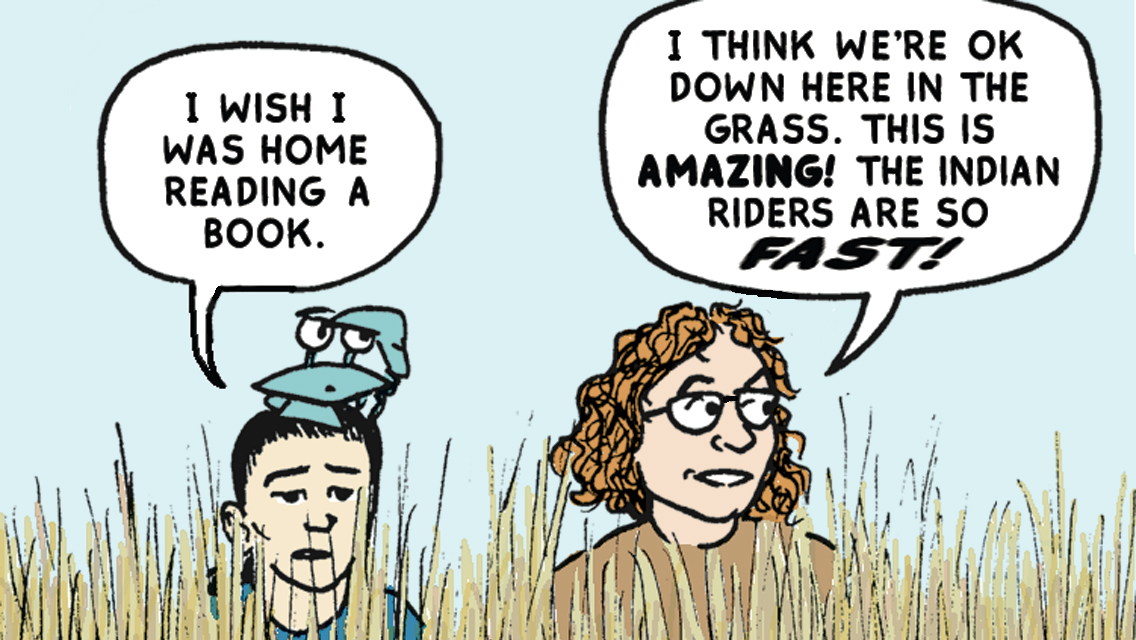 I WISH I
WAS HOME
READING A
BOOK.
I THINK WE'RE OK
DOWN HERE IN THE
GRASS. THIS IS
AMAZING! THE INDIAN
RIDERS ARE SO
FAST!